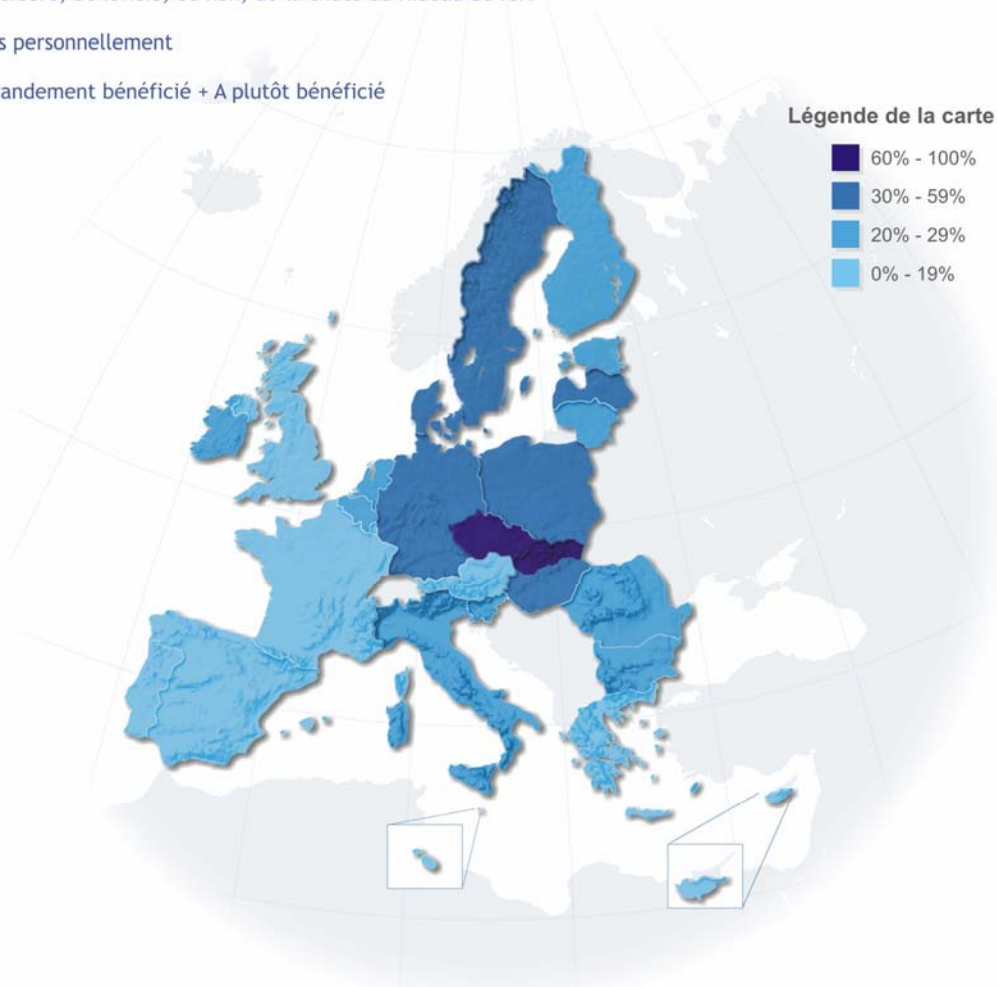 s personnellement
andement bénéficié + A plutôt bénéficié
Légende de la carte
60% - 100%
30% - 59%
20% - 29%
0% - 19%